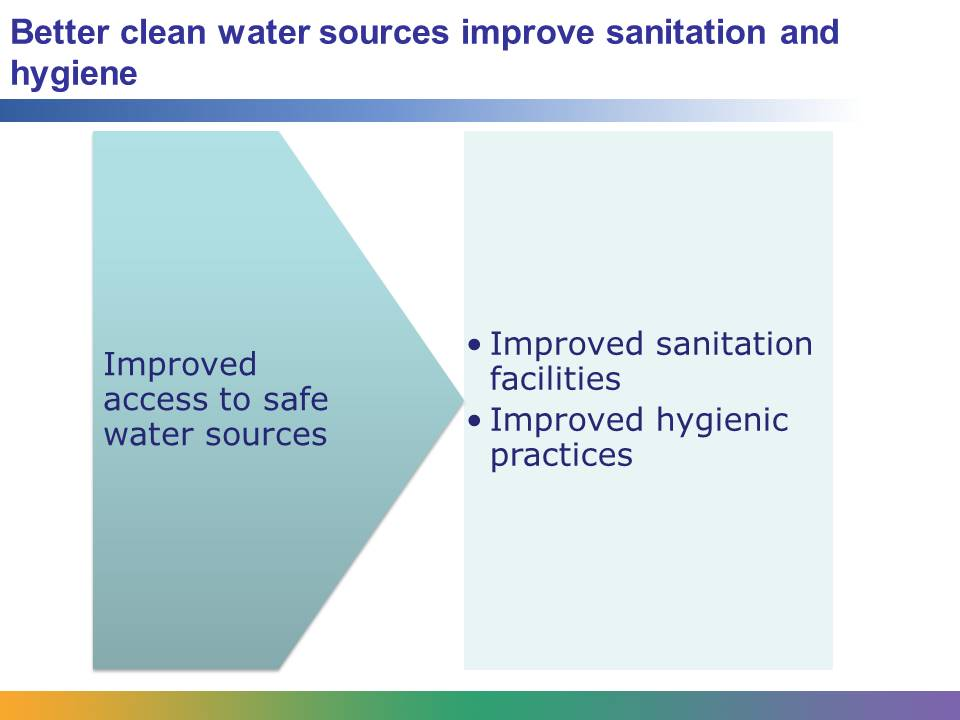 Better clean water sources improve sanitation and
hygiene
Improved
access to safe
water sources
• Improved sanitation
facilities
• Improved hygienic
practices